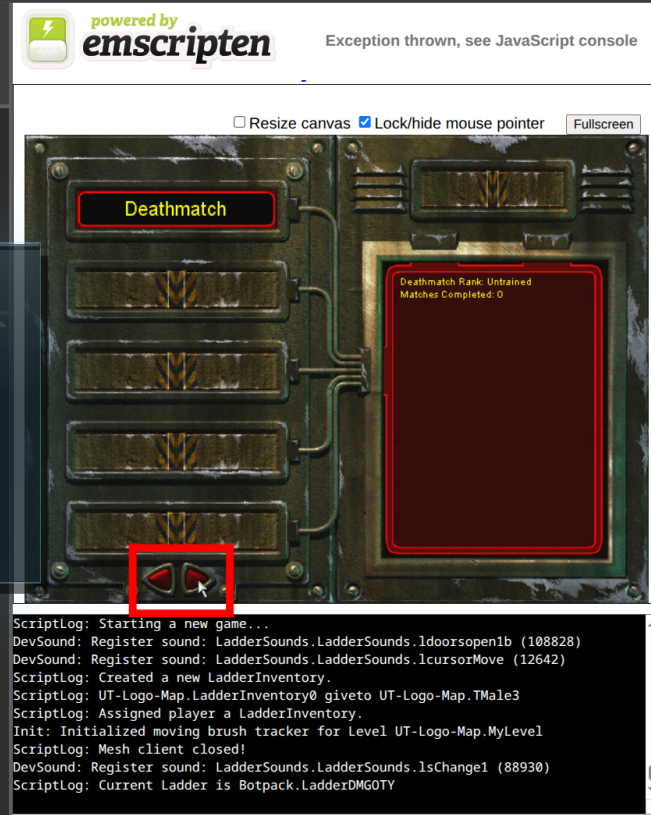 powered by
emscripten
Exception thrown, see JavaScript console
Resize canvas
Lock/hide mouse pointer
Fullscreen
Deathmatch
Deathmatch Rank: Untrained
Matches Completed: 0
ScriptLog: Starting a new game...
DevSound: Register sound: LadderSounds.LadderSounds.ldoorsopen1b (108828)
DevSound: Register sound: LadderSounds.LadderSounds.lcursorMove (12642)
ScriptLog: Created a new LadderInventory.
ScriptLog: UT-Logo-Map.LadderInventory0 giveto UT-Logo-Map.TMale3
ScriptLog: Assigned player a LadderInventory.
Init: Initialized moving brush tracker for Level UT-Logo-Map.MyLevel
ScriptLog: Mesh client closed!
DevSound: Register sound: LadderSounds.LadderSounds.lsChange1 (88930)
ScriptLog: Current Ladder is Botpack.LadderDMGOTY